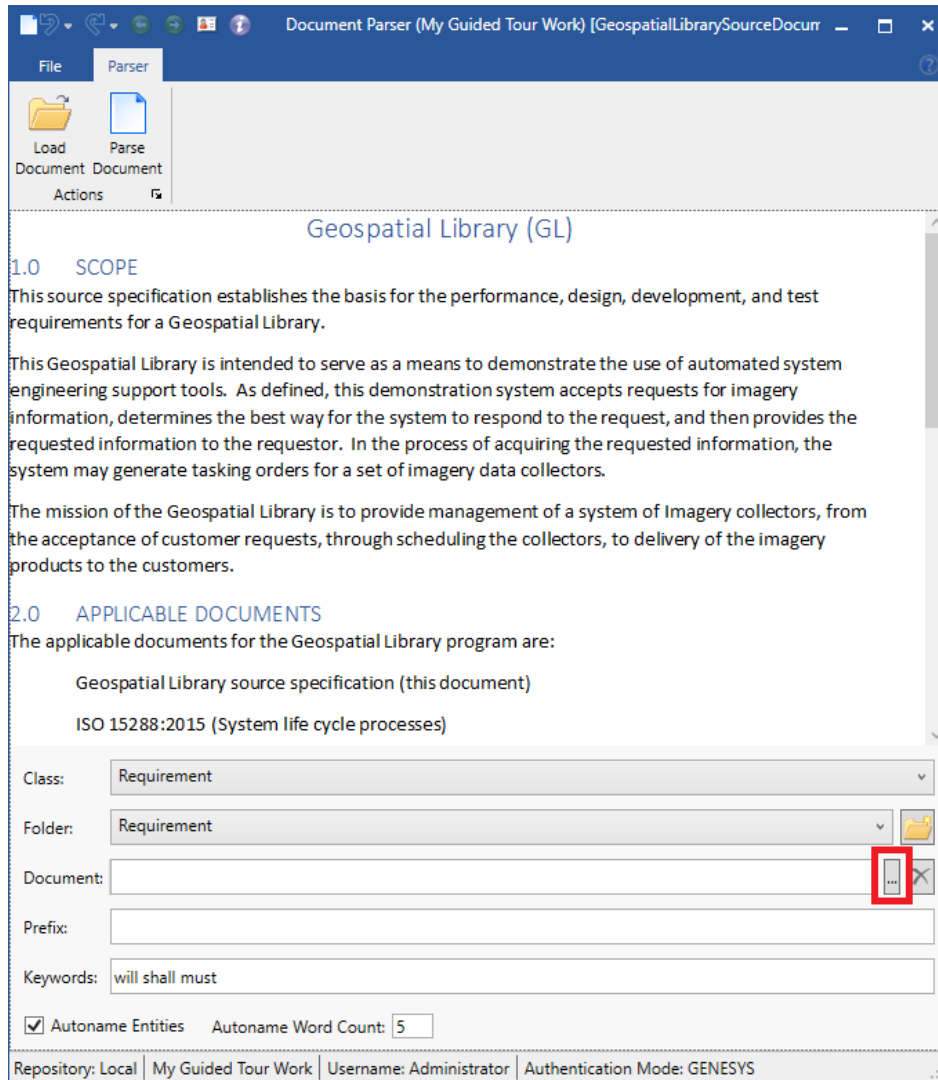 Document Parser (My Guided Tour Work) [GeospatialLibrarySourceDocum
File Parser
Load Document
Parse Document
Actions
Geospatial Library (GL)
1.0 SCOPE
This source specification establishes the basis for the performance, design, development, and test
requirements for a Geospatial Library.
This Geospatial Library is intended to serve as a means to demonstrate the use of automated system
engineering support tools. As defined, this demonstration system accepts requests for imagery
information, determines the best way for the system to respond to the request, and then provides the
requested information to the requestor. In the process of acquiring the requested information, the
system may generate tasking orders for a set of imagery data collectors.
The mission of the Geospatial Library is to provide management of a system of Imagery collectors, from
the acceptance of customer requests, through scheduling the collectors, to delivery of the imagery
products to the customers.
2.0 APPLICABLE DOCUMENTS
The applicable documents for the Geospatial Library program are:
Geospatial Library source specification (this document)
ISO 15288:2015 (System life cycle processes)
Class: Requirement
Folder: Requirement
Document: ...
Prefix:
Keywords: will shall must
Autoname Entities Autoname Word Count: 5
Repository: Local My Guided Tour Work Username: Administrator Authentication Mode: GENESYS